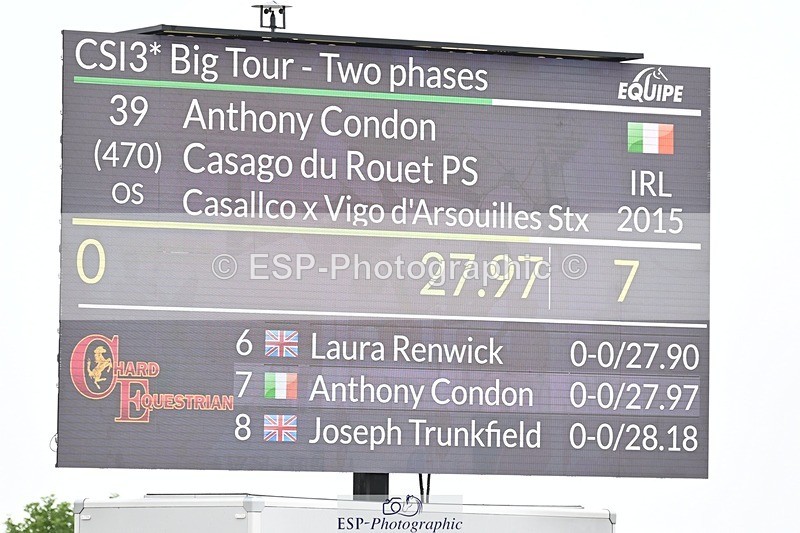 CSI3* Big Tour - Two phases
EQUIPE
39 Anthony Condon
(470) Casago du Rouet PS IRL
OS Casallco x Vigo d'Arsouilles Stx 2015
© ESP-Photographic ©
0 27.97 7
CHARD EQUESTRIAN
6 Laura Renwick 0-0/27.90
7 Anthony Condon 0-0/27.97
8 Joseph Trunkfield 0-0/28.18
ESP-Photographic